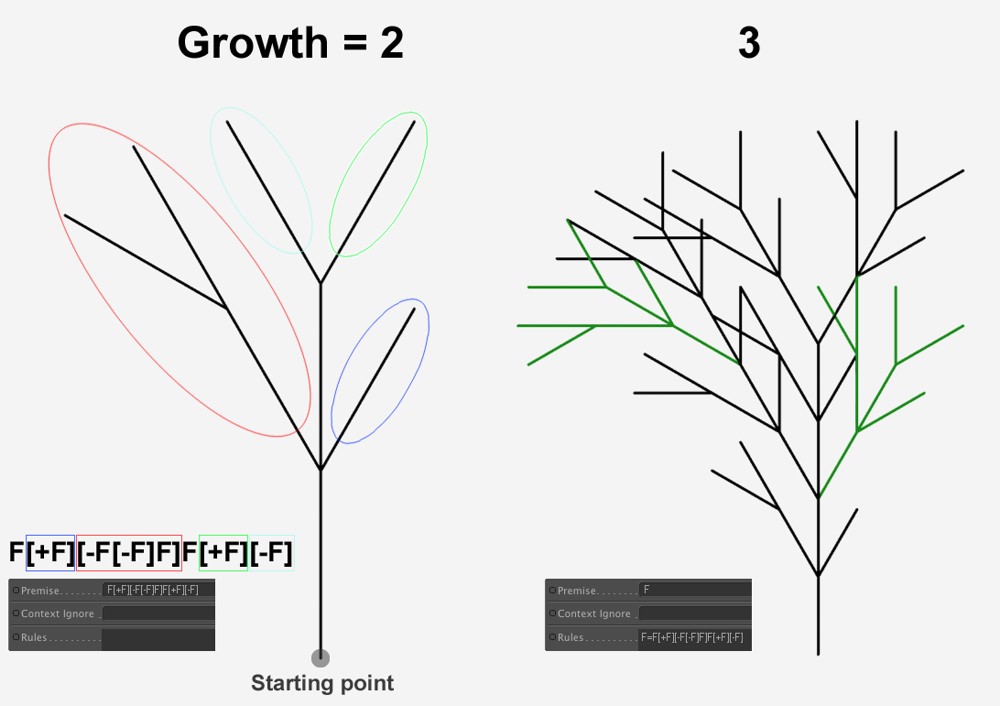 Growth = 2
3
F[+F][-F[-F]F]F[+F][-F]
Premise........ F[+F][-F[-F]F]F[+F][-F]
Context Ignore
Rules..........
Starting point
Premise........ F
Context Ignore
Rules.......... F=F[+F][-F[-F]F]F[+F][-F]